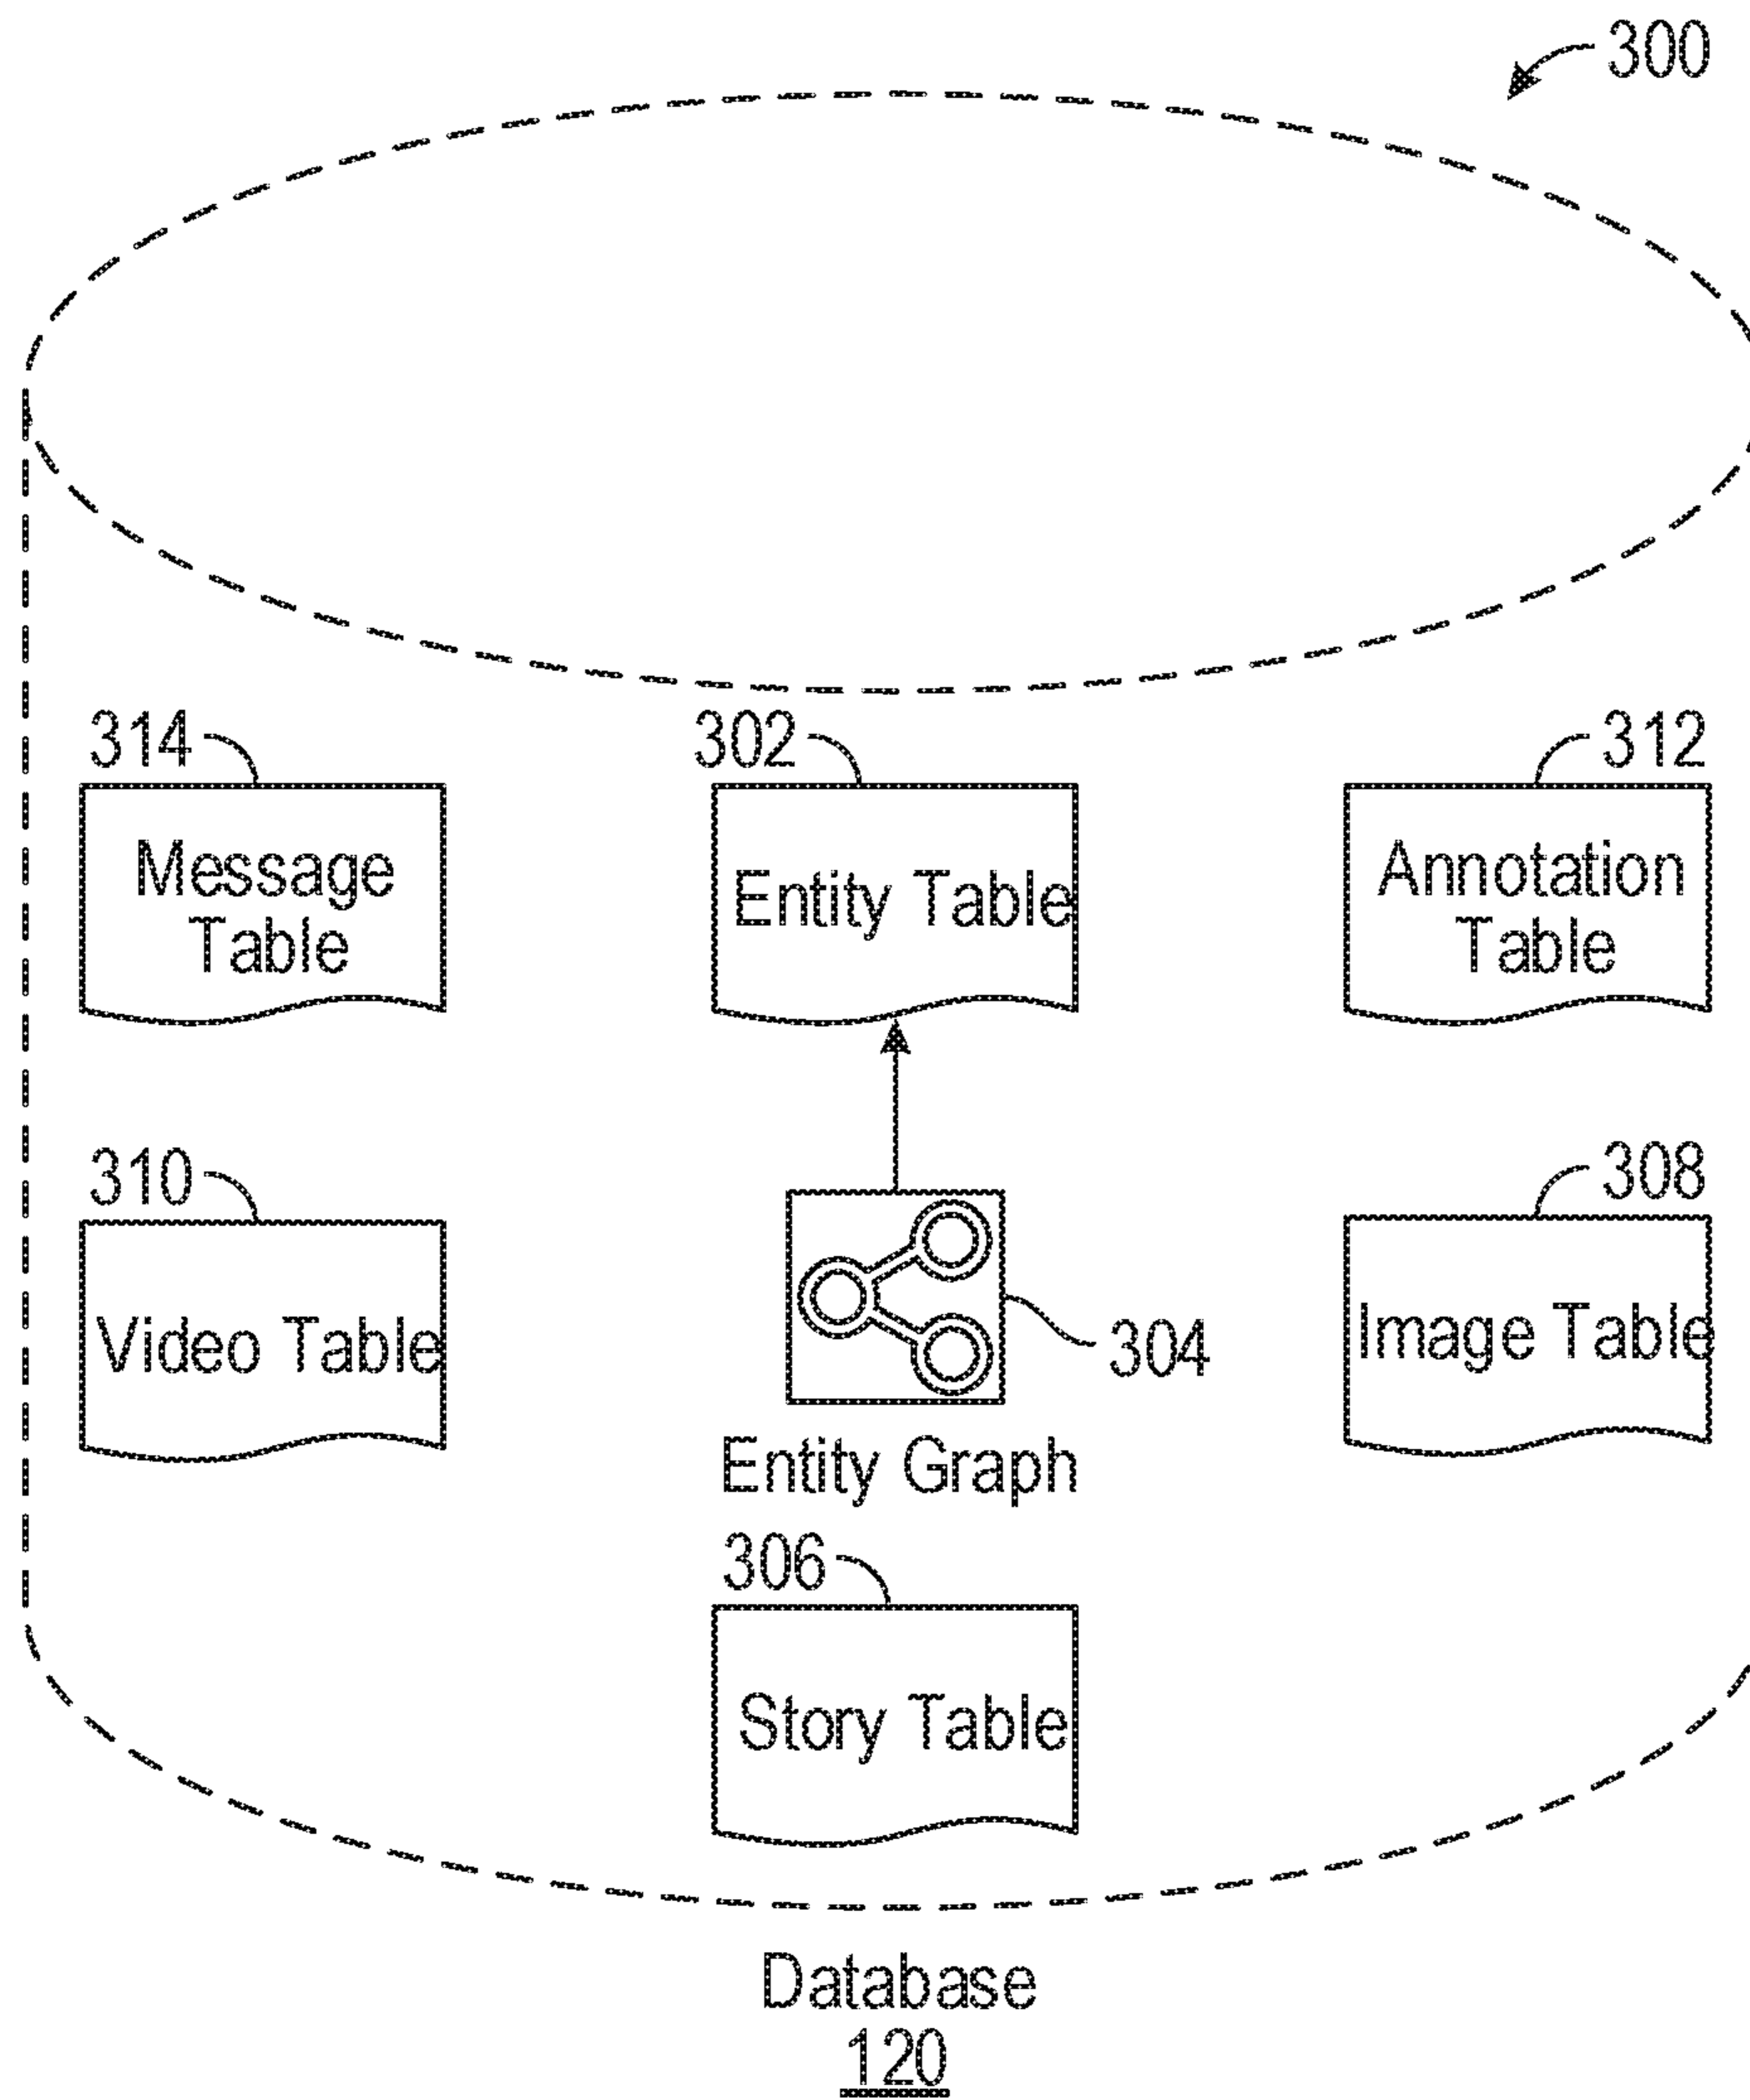 300
314
302
312
Message
Table
Entity Table
Annotation
Table
310
308
Video Table
304
Image Table
Entity Graph
306
Story Table
Database
120